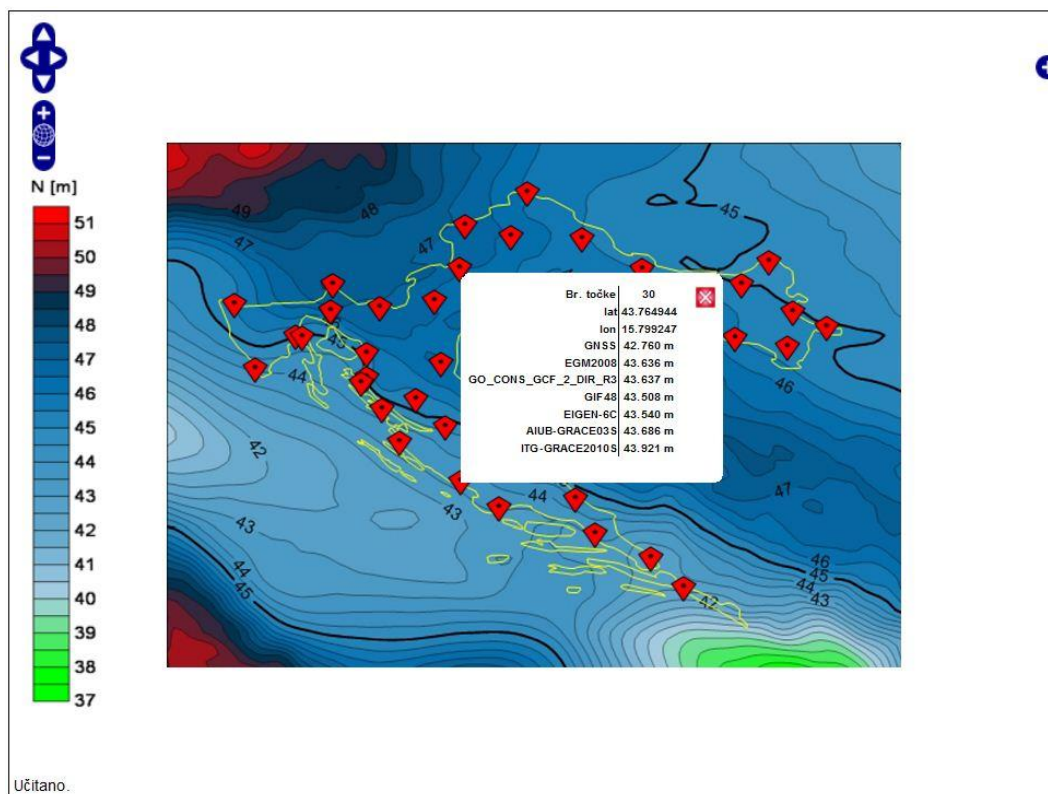 N [m]
51
50
49
48
47
46
45
44
43
42
41
40
39
38
37
49
48
47
47
45
45
44
42
43
44
45
43
44
46
47
46
45
44
43
42
Br. točke 30
lat 43.764944
lon 15.799247
GNSS 42.760 m
EGM2008 43.636 m
GO_CONS_GCF_2_DIR_R3 43.637 m
GIF48 43.508 m
EIGEN-6C 43.540 m
AIUB-GRACE03S 43.686 m
ITG-GRACE2010S 43.921 m
Učitano.